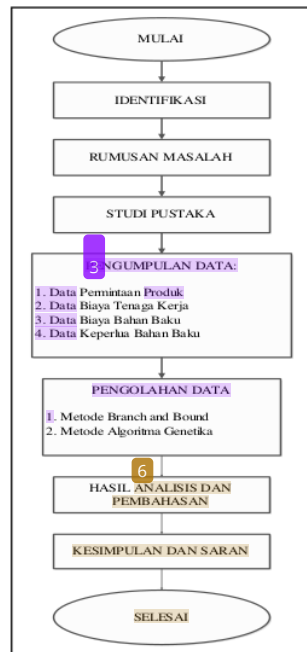 MULAI
IDENTIFIKASI
RUMUSAN MASALAH
STUDI PUSTAKA
3
NGUMPULAN DATA:
1. Data Permintaan Produk
2. Data Biaya Tenaga Kerja
3. Data Biaya Bahan Baku
4. Data Keperlua Bahan Baku
PENGOLAHAN DATA
1. Metode Branch and Bound
2. Metode Algoritma Genetika
6
HASIL ANALISIS DAN
PEMBAHASAN
KESIMPULAN DAN SARAN
SELESAI